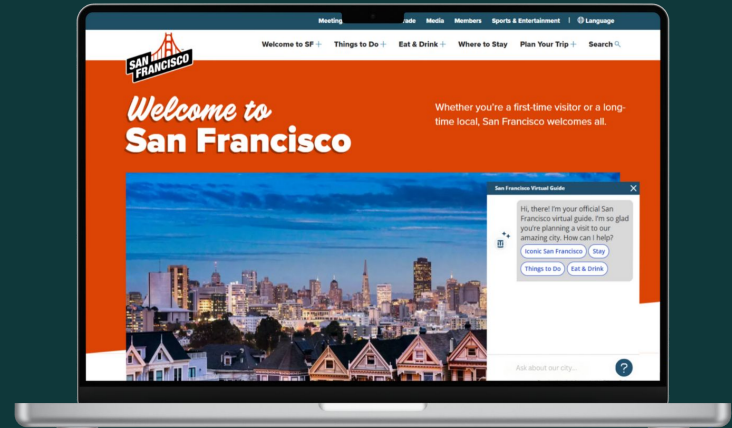 Meeting
Media Members Sports & Entertainment | Language
SAN FRANCISCO
Welcome to SF + Things to Do + Eat & Drink + Where to Stay Plan Your Trip + Search
Welcome to
San Francisco
Whether you're a first-time visitor or a long-
time local, San Francisco welcomes all.
San Francisco Virtual Guide X
Hi, there! I'm your official San
Francisco virtual guide. I'm so glad
you're planning a visit to our
amazing city. How can I help?
Iconic San Francisco Stay
Things to Do Eat & Drink
Ask about our city...
?